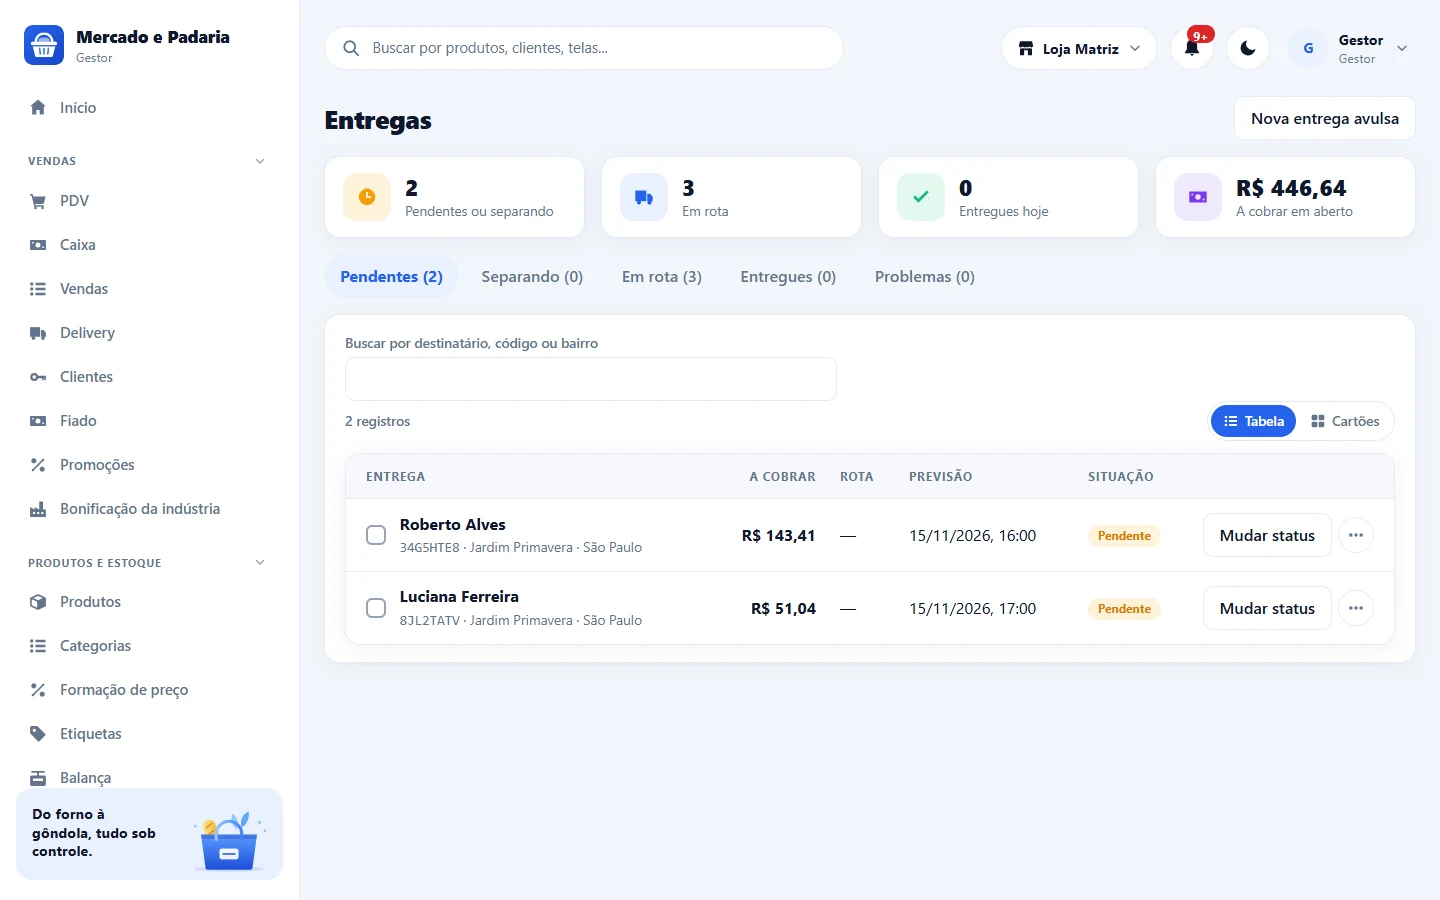 Mercado e Padaria
Gestor
Início
VENDAS
PDV
Caixa
Vendas
Delivery
Clientes
Fiado
Promoções
Bonificação da indústria
PRODUTOS E ESTOQUE
Produtos
Categorias
Formação de preço
Etiquetas
Balança
Do forno à
gôndola, tudo sob
controle.
Buscar por produtos, clientes, telas...
Loja Matriz
9+
G
Gestor
Gestor
Entregas
Nova entrega avulsa
2
Pendentes ou separando
3
Em rota
0
Entregues hoje
R$ 446,64
A cobrar em aberto
Pendentes (2) Separando (0) Em rota (3) Entregues (0) Problemas (0)
Buscar por destinatário, código ou bairro
2 registros
Tabela Cartões
ENTREGA A COBRAR ROTA PREVISÃO SITUAÇÃO
Roberto Alves
34G5HTE8 · Jardim Primavera · São Paulo
R$ 143,41 — 15/11/2026, 16:00 Pendente Mudar status
Luciana Ferreira
8JL2TATV · Jardim Primavera · São Paulo
R$ 51,04 — 15/11/2026, 17:00 Pendente Mudar status